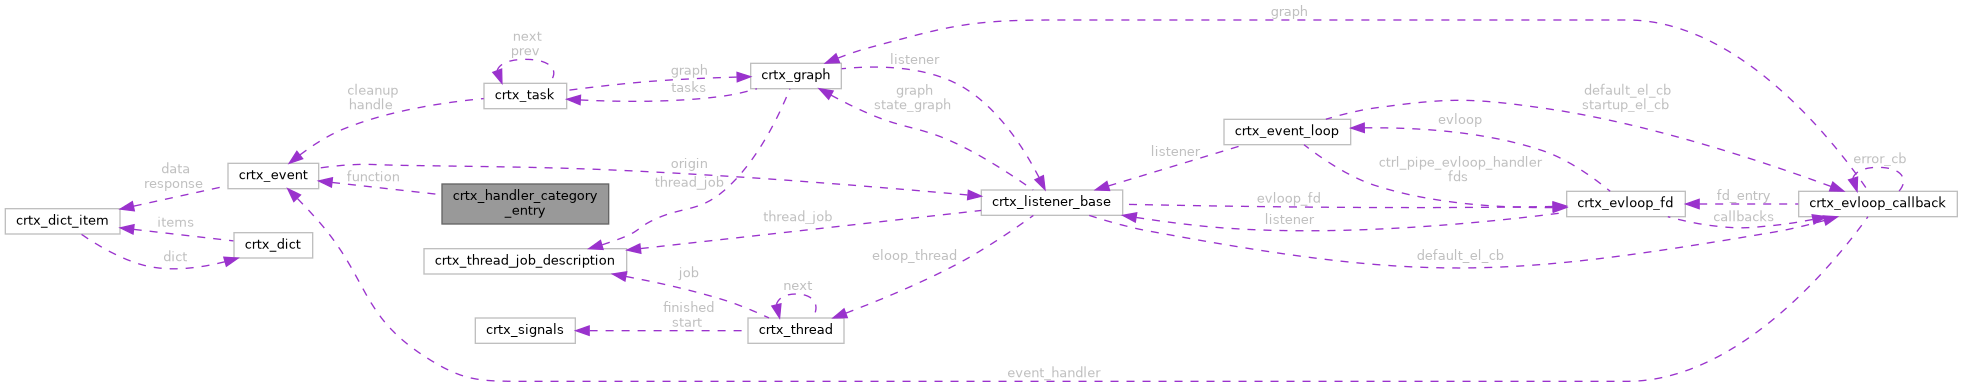 graph
next
prev
listener
graph
crtx_graph
tasks
crtx_task
cleanup
handle
graph
state_graph
default_el_cb
startup_el_cb
evloop
crtx_event_loop
listener
error_cb
ctrl_pipe_evloop_handler
fds
data
response
crtx_event
function
origin
thread_job
crtx_handler_category
_entry
crtx_listener_base
evloop_fd
listener
crtx_evloop_fd
fd_entry
callbacks
crtx_evloop_callback
crtx_dict_item
items
crtx_dict
dict
thread_job
crtx_thread_job_description
eloop_thread
default_el_cb
job
next
finished
start
crtx_signals
crtx_thread
event_handler